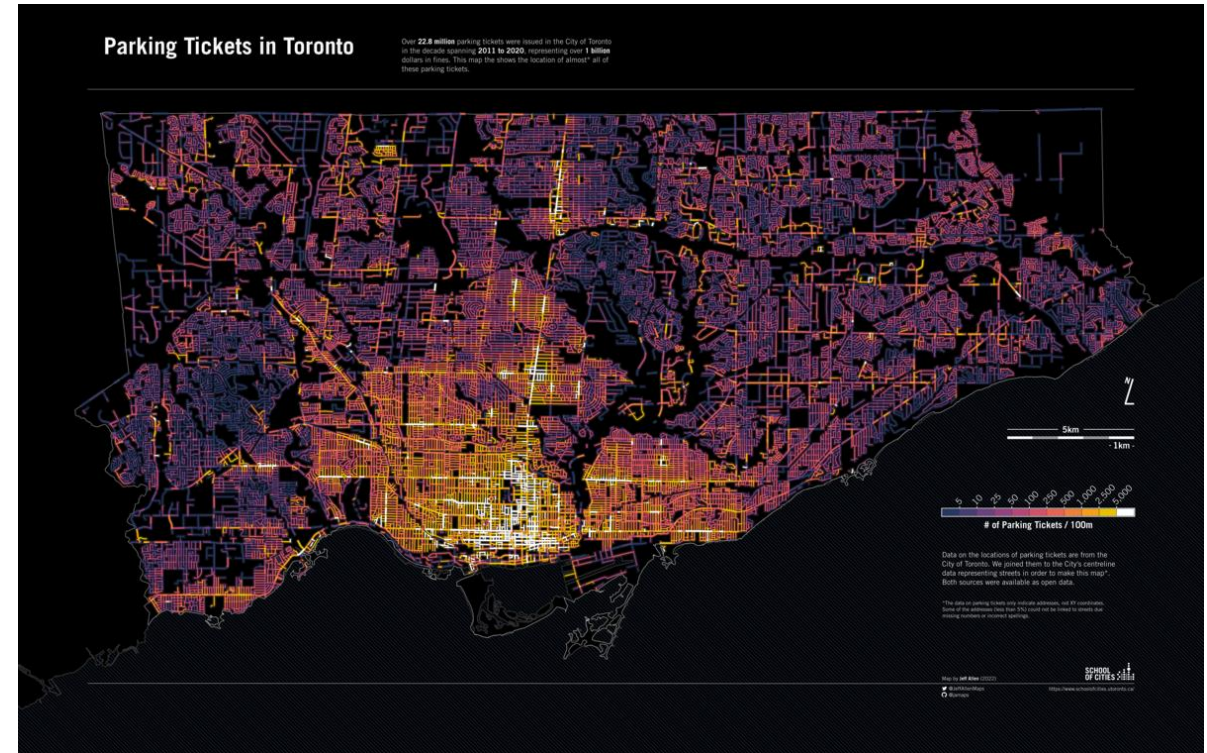 Parking Tickets in Toronto
Over 22.8 million parking tickets were issued in the City of Toronto
in the decade spanning 2011 to 2020, representing over 1 billion
dollars in fines. This map the shows the location of almost* all of
these parking tickets.
N
5km
1km
5 10 25 50 100 250 500 1,000 2,500 5,000
# of Parking Tickets / 100m
Data on the locations of parking tickets are from the
City of Toronto. We joined them to the City's centreline
data representing streets in order to make this map*.
Both sources were available as open data.
*The data on parking tickets only indicate addresses, not XY coordinates.
Some of the addresses (less than 5%) could not be linked to streets due
missing numbers or incorrect spellings.
SCHOOL
OF CITIES
Map by Jeff Allen (2022)
@JeffAllenMaps
@jamaps
https://www.schoolofcities.utoronto.ca/